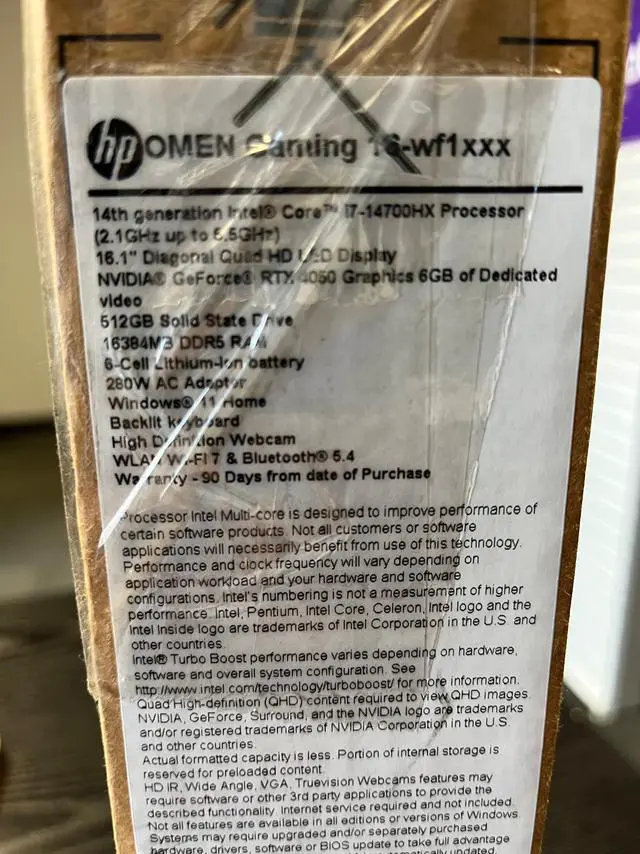 hp OMEN Gaming 16-wf1xxx
14th generation Intel® Core™ i7-14700HX Processor
(2.1GHz up to 5.5GHz)
16.1" Diagonal Quad HD LED Display
NVIDIA® GeForce® RTX 4050 Graphics 6GB of Dedicated
video
512GB Solid State Drive
16384MB DDR5 RAM
6-Cell Lithium-Ion battery
280W AC Adapter
Windows® 11 Home
Backlit keyboard
High Definition Webcam
WLAN Wi-Fi 7 & Bluetooth® 5.4
Warranty - 90 Days from date of Purchase
Processor Intel Multi-core is designed to improve performance of
certain software products. Not all customers or software
applications will necessarily benefit from use of this technology.
Performance and clock frequency will vary depending on
application workload and your hardware and software
configurations. Intel's numbering is not a measurement of higher
performance. Intel, Pentium, Intel Core, Celeron, Intel logo and the
Intel Inside logo are trademarks of Intel Corporation in the U.S. and
other countries.
Intel® Turbo Boost performance varies depending on hardware,
software and overall system configuration. See
http://www.intel.com/technology/turboboost/ for more information.
Quad High-definition (QHD) content required to view QHD images.
NVIDIA, GeForce, Surround, and the NVIDIA logo are trademarks
and/or registered trademarks of NVIDIA Corporation in the U.S.
and other countries.
Actual formatted capacity is less. Portion of internal storage is
reserved for preloaded content.
HD IR, Wide Angle, VGA, Truevision Webcams features may
require software or other 3rd party applications to provide the
described functionality. Internet service required and not included.
Not all features are available in all editions or versions of Windows.
Systems may require upgraded and/or separately purchased
hardware, drivers, software or BIOS update to take full advantage
automatically updated,